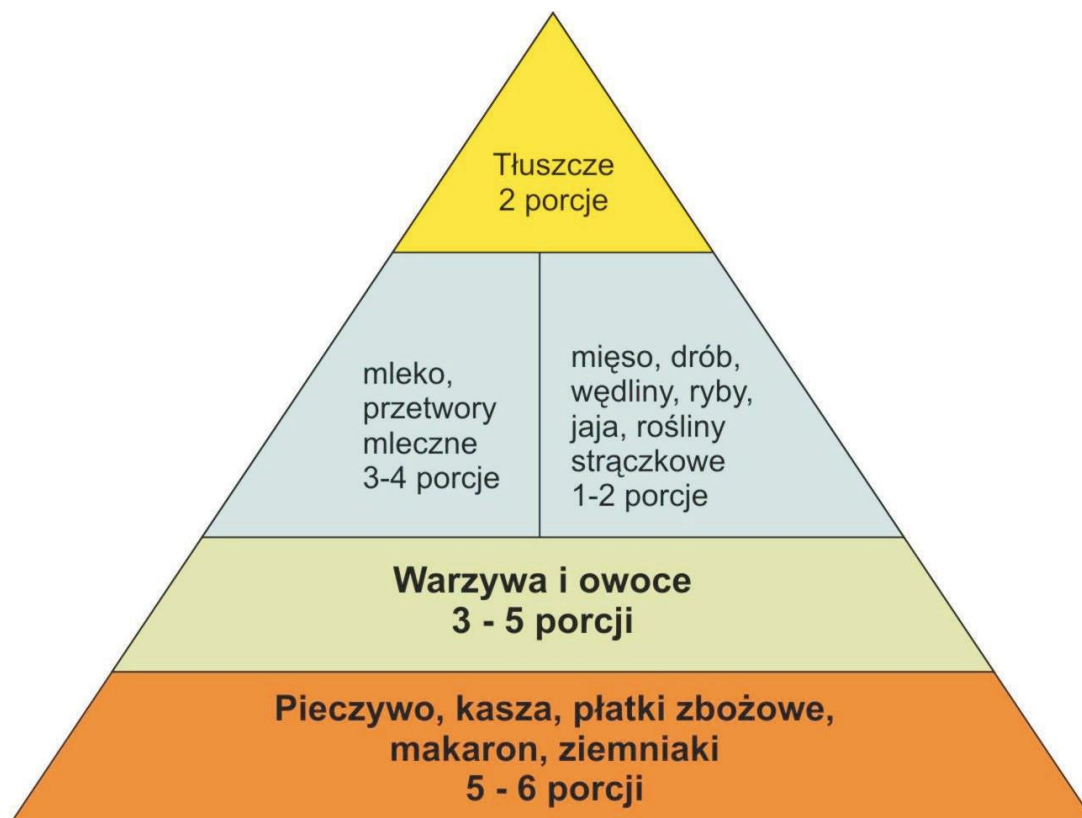 Tłuszcze
2 porcje
mleko,
przetwory
mleczne
3-4 porcje
mięso, drób,
wędliny, ryby,
jaja, rośliny
strączkowe
1-2 porcje
Warzywa i owoce
3 - 5 porcji
Pieczywo, kasza, płatki zbożowe,
makaron, ziemniaki
5 - 6 porcji